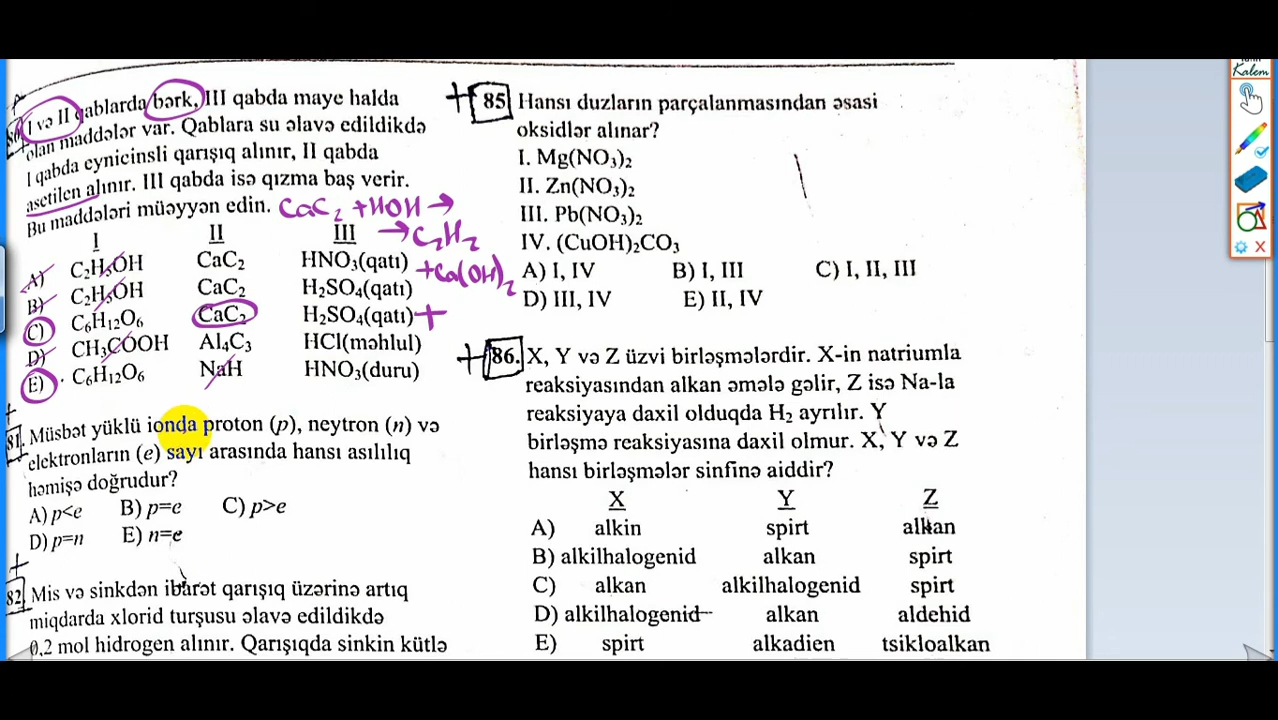 I və II qablarda bərk, III qabda maye halda
olan maddələr var. Qablara su əlavə edildikdə
I qabda eynicinsli qarışıq alınır, II qabda
asetilen alınır. III qabda isə qızma baş verir.
Bu maddələri müəyyən edin. CaC₂ + HOH →
→ C₂H₂
+ Ca(OH)₂
I II III
A) C₂H₅OH CaC₂ HNO₃(qatı)
B) C₂H₅OH CaC₂ H₂SO₄(qatı)
C) C₆H₁₂O₆ CaC₂ H₂SO₄(qatı) +
D) CH₃COOH Al₄C₃ HCl(məhlul)
E) C₆H₁₂O₆ NaH HNO₃(duru)
+
81. Müsbət yüklü ionda proton (p), neytron (n) və
elektronların (e) sayı arasında hansı asılılıq
həmişə doğrudur?
A) p<e B) p=e C) p>e
D) p=n E) n=e
+
82. Mis və sinkdən ibarət qarışıq üzərinə artıq
miqdarda xlorid turşusu əlavə edildikdə
0,2 mol hidrogen alınır. Qarışıqda sinkin kütlə
+ 85 Hansı duzların parçalanmasından əsasi
oksidlər alınar?
I. Mg(NO₃)₂
II. Zn(NO₃)₂
III. Pb(NO₃)₂
IV. (CuOH)₂CO₃
A) I, IV B) I, III C) I, II, III
D) III, IV E) II, IV
+ 86. X, Y və Z üzvi birləşmələrdir. X-in natriumla
reaksiyasından alkan əmələ gəlir, Z isə Na-la
reaksiyaya daxil olduqda H₂ ayrılır. Y
birləşmə reaksiyasına daxil olmur. X, Y və Z
hansı birləşmələr sinfinə aiddir?
X Y Z
A) alkin spirt alkan
B) alkilhalogenid alkan spirt
C) alkan alkilhalogenid spirt
D) alkilhalogenid alkan aldehid
E) spirt alkadien tsikloalkan
Kalem